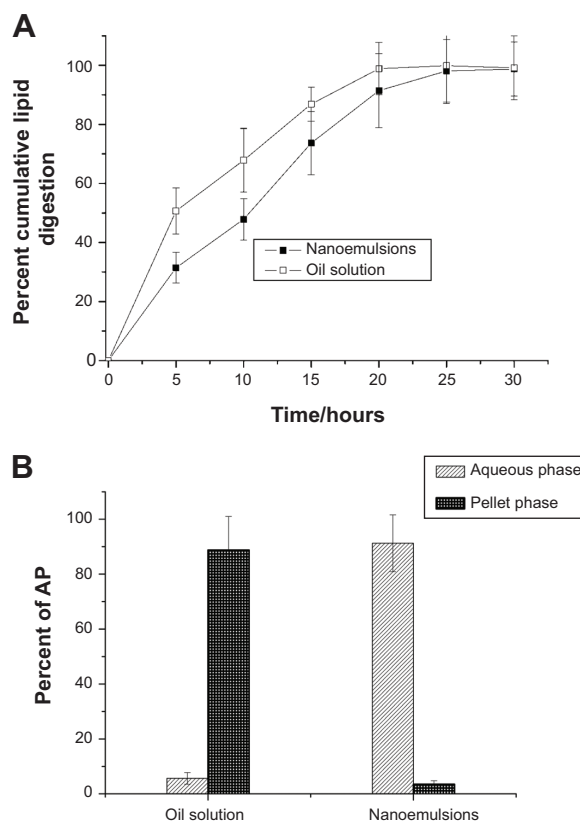 A
Percent cumulative lipid
digestion
100
80
60
40
20
0
Nanoemulsions
Oil solution
0 5 10 15 20 25 30
Time/hours
B
Aqueous phase
Pellet phase
Percent of AP
100
80
60
40
20
0
Oil solution Nanoemulsions